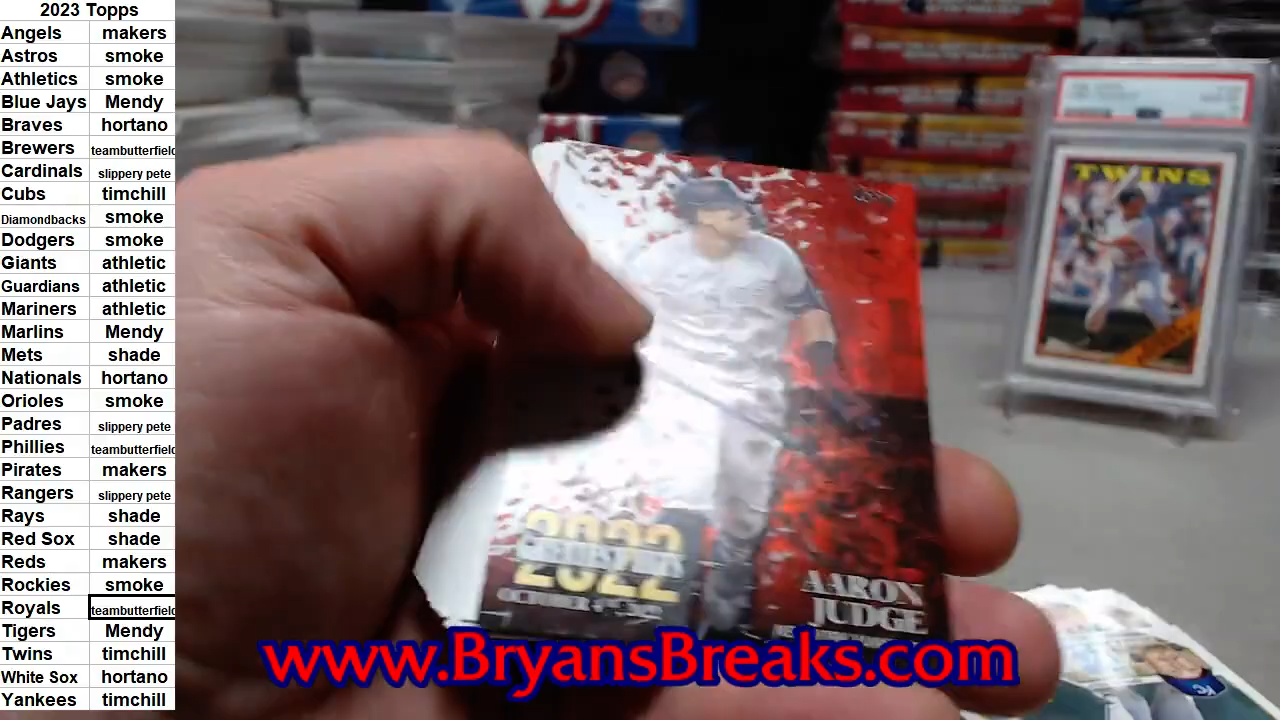 2023 Topps
Angels makers
Astros smoke
Athletics smoke
Blue Jays Mendy
Braves hortano
Brewers teambutterfield
Cardinals slippery pete
Cubs timchill
Diamondbacks smoke
Dodgers smoke
Giants athletic
Guardians athletic
Mariners athletic
Marlins Mendy
Mets shade
Nationals hortano
Orioles smoke
Padres slippery pete
Phillies teambutterfield
Pirates makers
Rangers slippery pete
Rays shade
Red Sox shade
Reds makers
Rockies smoke
Royals teambutterfield
Tigers Mendy
Twins timchill
White Sox hortano
Yankees timchill
TWINS
2022
OCTOBER
AARON
JUDGE
www.BryansBreaks.com